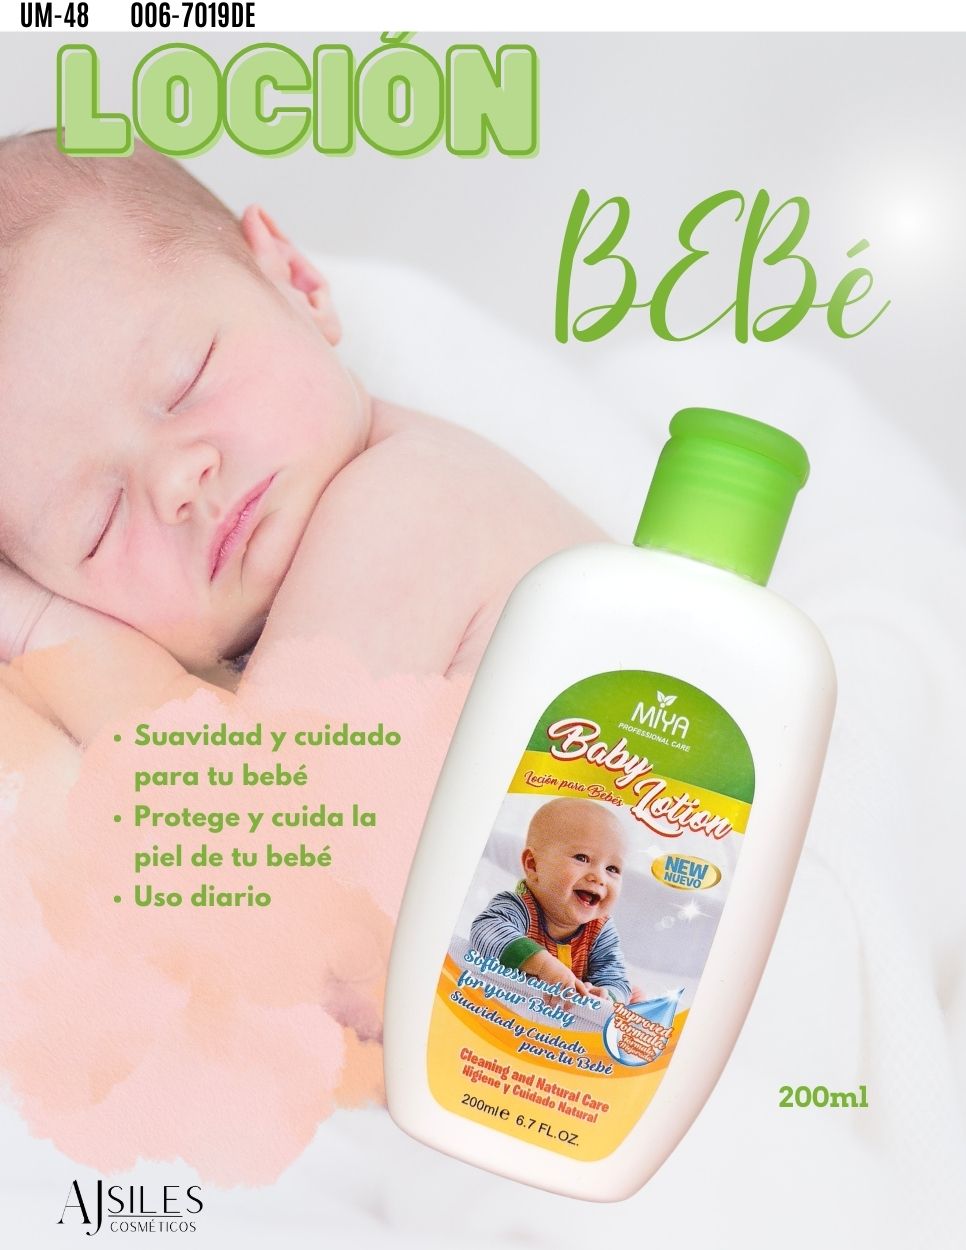 UM-48 006-7019DE
LOCIÓN
BEBé
MiYA
PROFESSIONAL CARE
Baby
Lotion
Loción para Bebés
NEW
NUEVO
• Suavidad y cuidado
para tu bebé
• Protege y cuida la
piel de tu bebé
• Uso diario
Softness and Care
for your Baby
Suavidad y Cuidado
para tu Bebé
Improved
Formula
Cleaning and Natural Care
Higiene y Cuidado Natural
200ml e 6.7 FL.OZ.
200ml
AJSILES
COSMÉTICOS